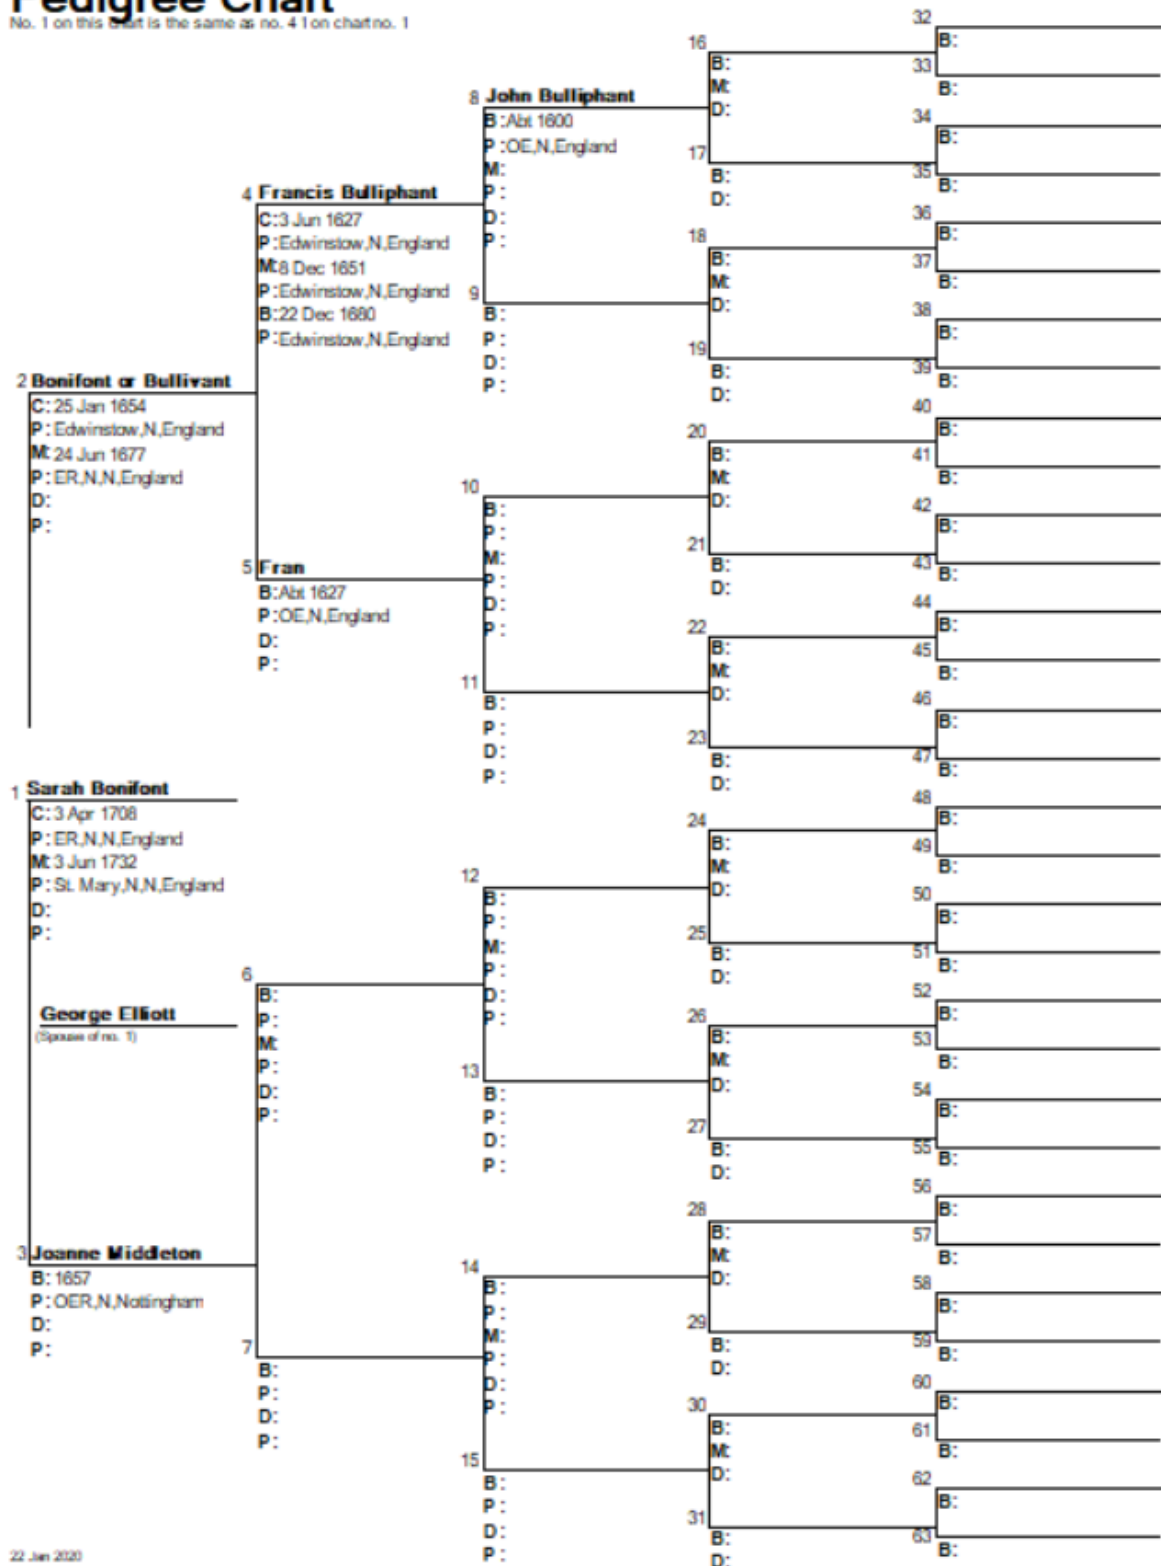 Pedigree Chart
No. 1 on this chart is the same as no. 41 on chart no. 1
2 Bonifont or Bullivant
C: 25 Jan 1654
P: Edwinstow,N,England
M: 24 Jun 1677
P: ER,N,N,England
D:
P:
1 Sarah Bonifont
C: 3 Apr 1708
P: ER,N,N,England
M: 3 Jun 1732
P: St. Mary,N,N,England
D:
P:
George Elliott
(Spouse of no. 1)
3 Joanne Middleton
B: 1657
P: OER,N,Nottingham
D:
P:
4 Francis Bulliphant
C: 3 Jun 1627
P: Edwinstow,N,England
M: 8 Dec 1651
P: Edwinstow,N,England
B: 22 Dec 1680
P: Edwinstow,N,England
5 Fran
B: Abt 1627
P: OE,N,England
D:
P:
6
B:
P:
M:
P:
D:
P:
7
B:
P:
D:
P:
8 John Bulliphant
B: Abt 1600
P: OE,N,England
M:
P:
D:
P:
9
B:
P:
D:
P:
10
B:
P:
M:
P:
D:
P:
11
B:
P:
D:
P:
12
B:
P:
M:
P:
D:
P:
13
B:
P:
D:
P:
14
B:
P:
M:
P:
D:
P:
15
B:
P:
D:
P:
16
B:
M:
D:
17
B:
D:
18
B:
M:
D:
19
B:
D:
20
B:
M:
D:
21
B:
D:
22
B:
M:
D:
23
B:
D:
24
B:
M:
D:
25
B:
D:
26
B:
M:
D:
27
B:
D:
28
B:
M:
D:
29
B:
D:
30
B:
M:
D:
31
B:
D:
32
B:
33
B:
34
B:
35
B:
36
B:
37
B:
38
B:
39
B:
40
B:
41
B:
42
B:
43
B:
44
B:
45
B:
46
B:
47
B:
48
B:
49
B:
50
B:
51
B:
52
B:
53
B:
54
B:
55
B:
56
B:
57
B:
58
B:
59
B:
60
B:
61
B:
62
B:
63
B:
22 Jan 2020